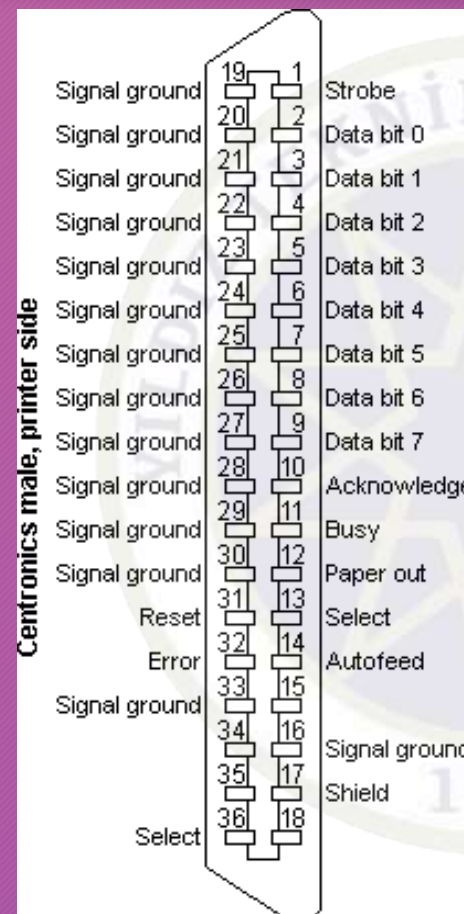 Centronics male, printer side
Signal ground 19 1 Strobe
Signal ground 20 2 Data bit 0
Signal ground 21 3 Data bit 1
Signal ground 22 4 Data bit 2
Signal ground 23 5 Data bit 3
Signal ground 24 6 Data bit 4
Signal ground 25 7 Data bit 5
Signal ground 26 8 Data bit 6
Signal ground 27 9 Data bit 7
Signal ground 28 10 Acknowledge
Signal ground 29 11 Busy
Signal ground 30 12 Paper out
Reset 31 13 Select
Error 32 14 Autofeed
Signal ground 33 15
34 16 Signal ground
35 17 Shield
Select 36 18